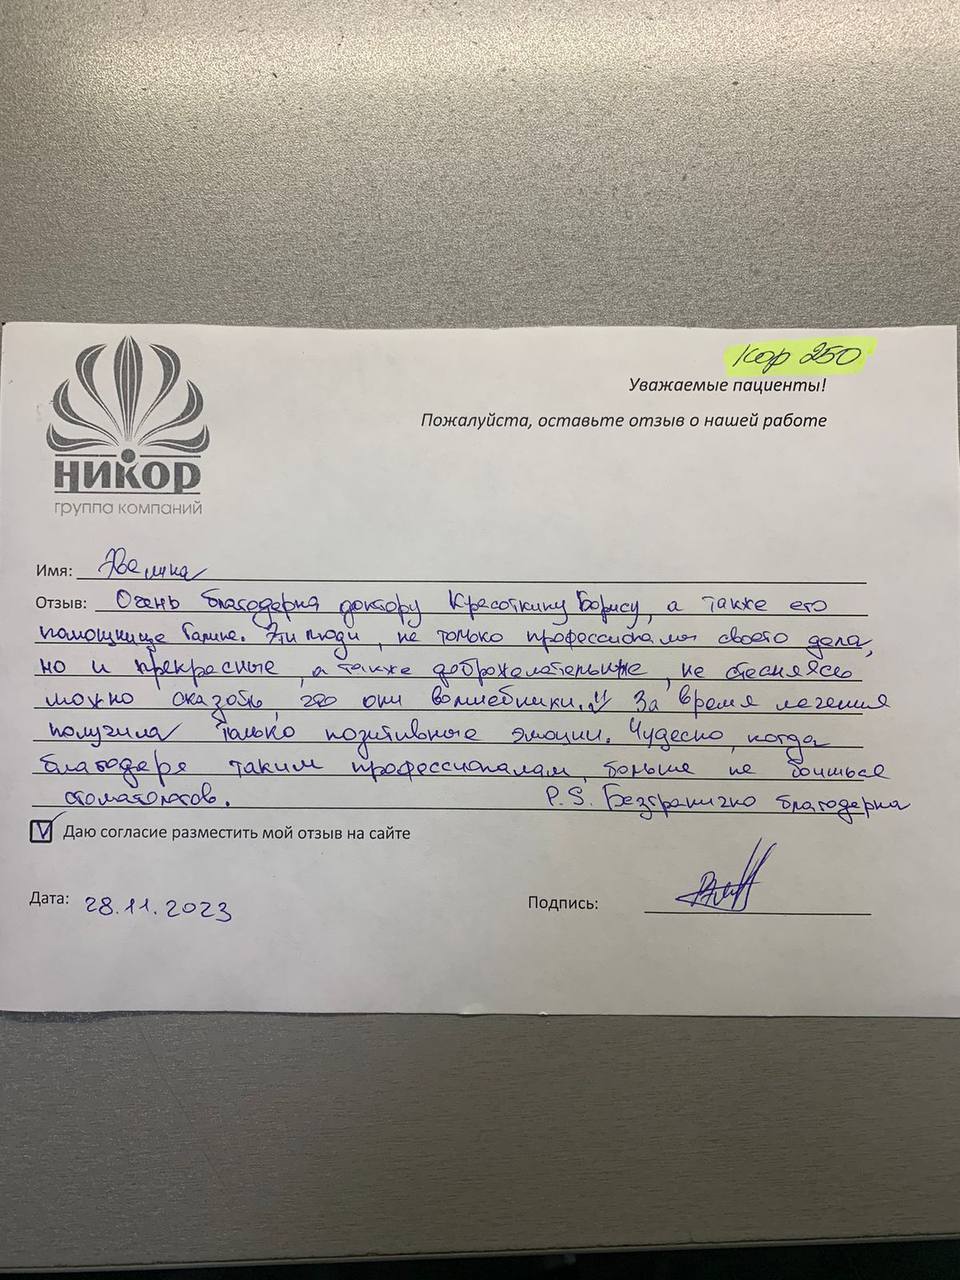 Кор 250
Уважаемые пациенты!
Пожалуйста, оставьте отзыв о нашей работе
НИКОР
группа компаний
Имя:
Отзыв: Очень благодарна доктору Кресоткину Борису, а также его
помощнице Галине. Эти люди, не только профессионалы своего дела,
но и прекрасные, а также доброжелательные, не стесняясь
можно сказать, что они волшебники.!! За время лечения
получила только позитивные эмоции. Чудесно, когда
благодаря таким профессионалам, больше не боишься
стоматологов. P.S. Безгранично благодарна
V Даю согласие разместить мой отзыв на сайте
Дата: 28.11.2023 Подпись: